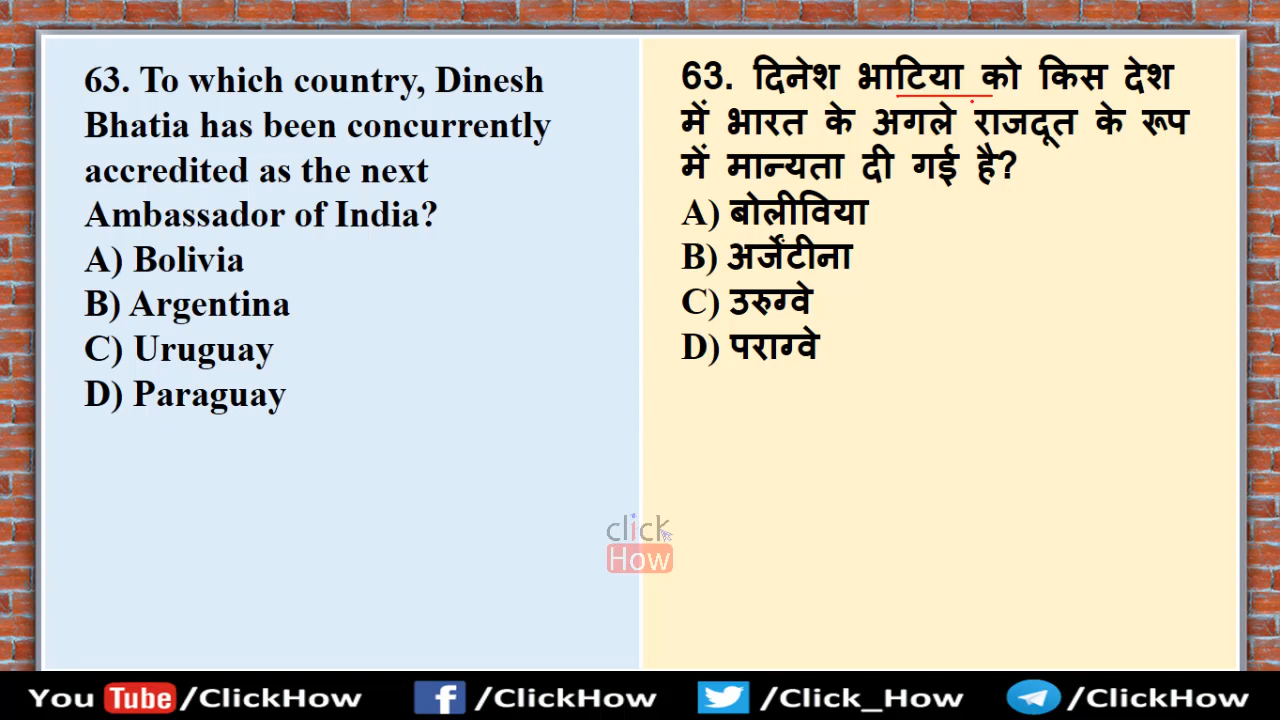 63. To which country, Dinesh
Bhatia has been concurrently
accredited as the next
Ambassador of India?
A) Bolivia
B) Argentina
C) Uruguay
D) Paraguay
63. दिनेश भाटिया को किस देश
में भारत के अगले राजदूत के रूप
में मान्यता दी गई है?
A) बोलीविया
B) अर्जेंटीना
C) उरुग्वे
D) पराग्वे
click
How
You Tube /ClickHow
f /ClickHow
/Click_How
/ClickHow